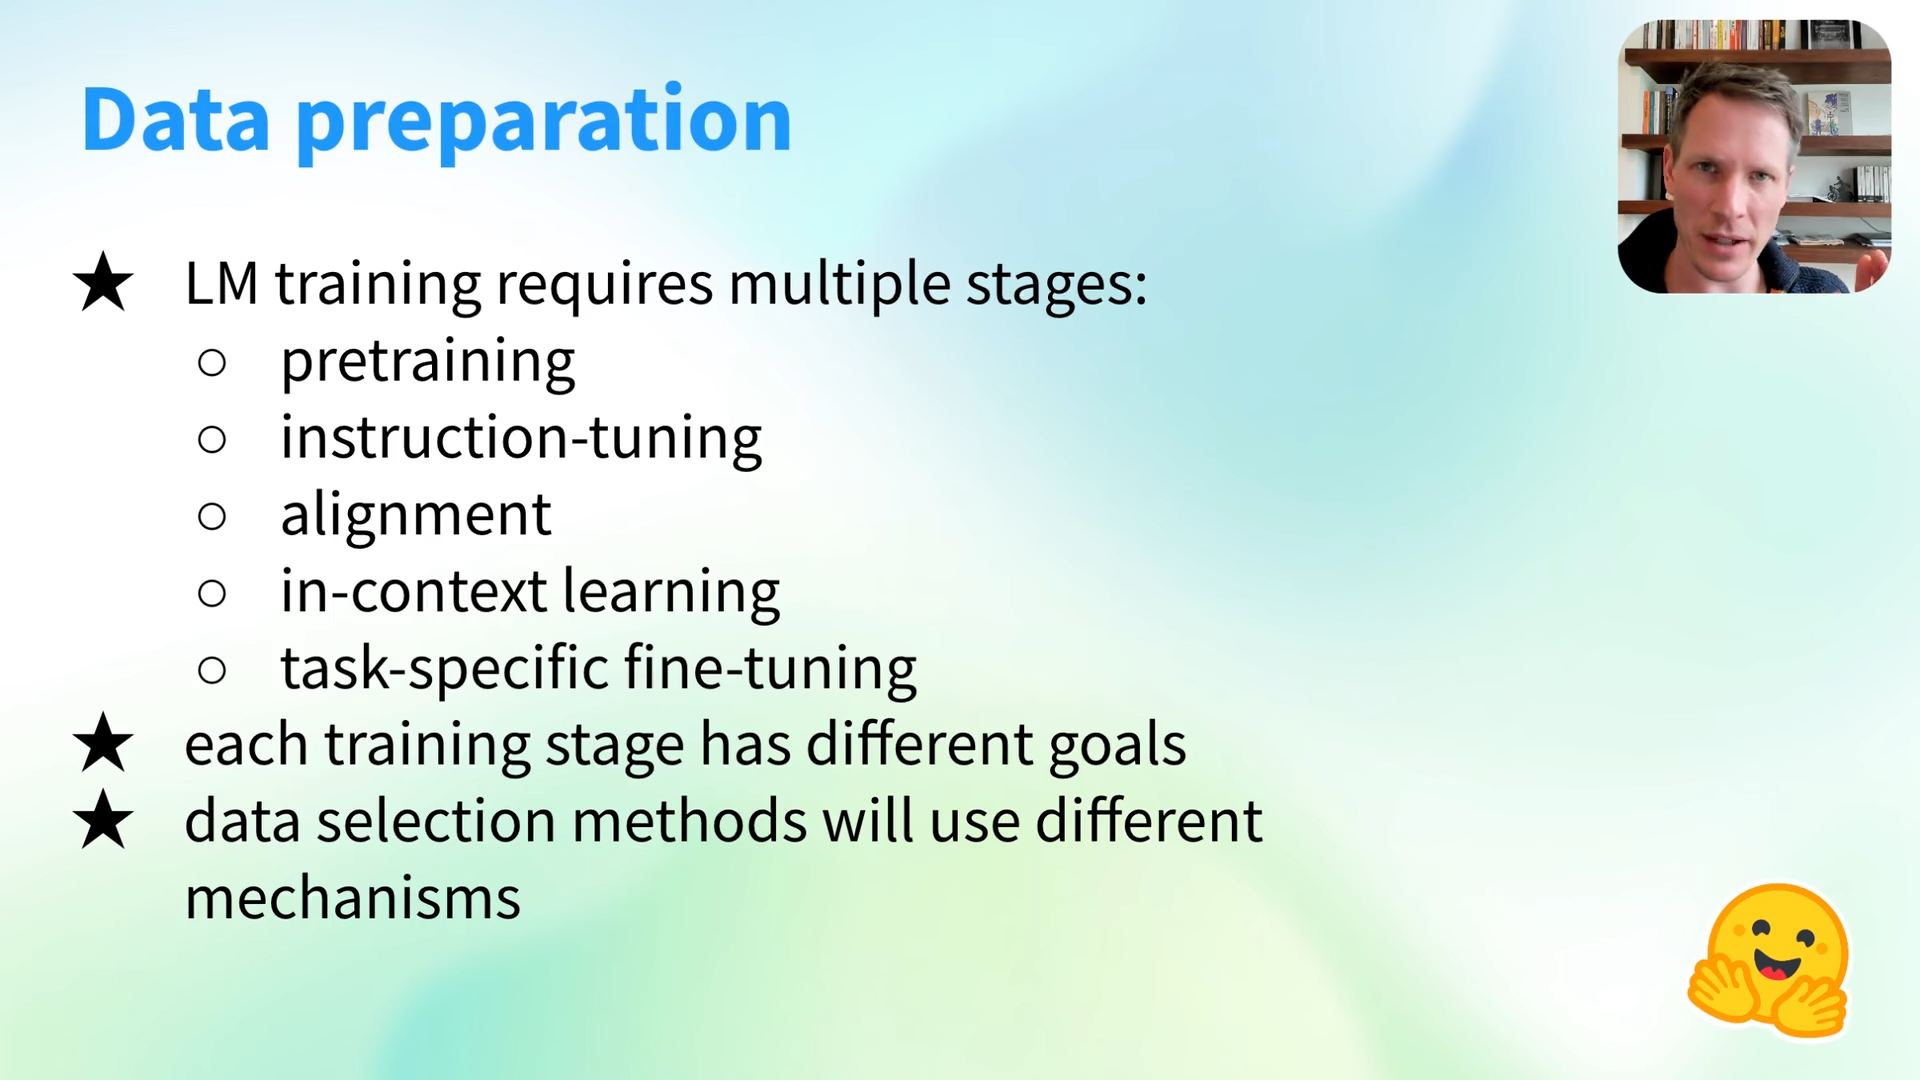 Data preparation
★ LM training requires multiple stages:
○ pretraining
○ instruction-tuning
○ alignment
○ in-context learning
○ task-specific fine-tuning
★ each training stage has different goals
★ data selection methods will use different
mechanisms